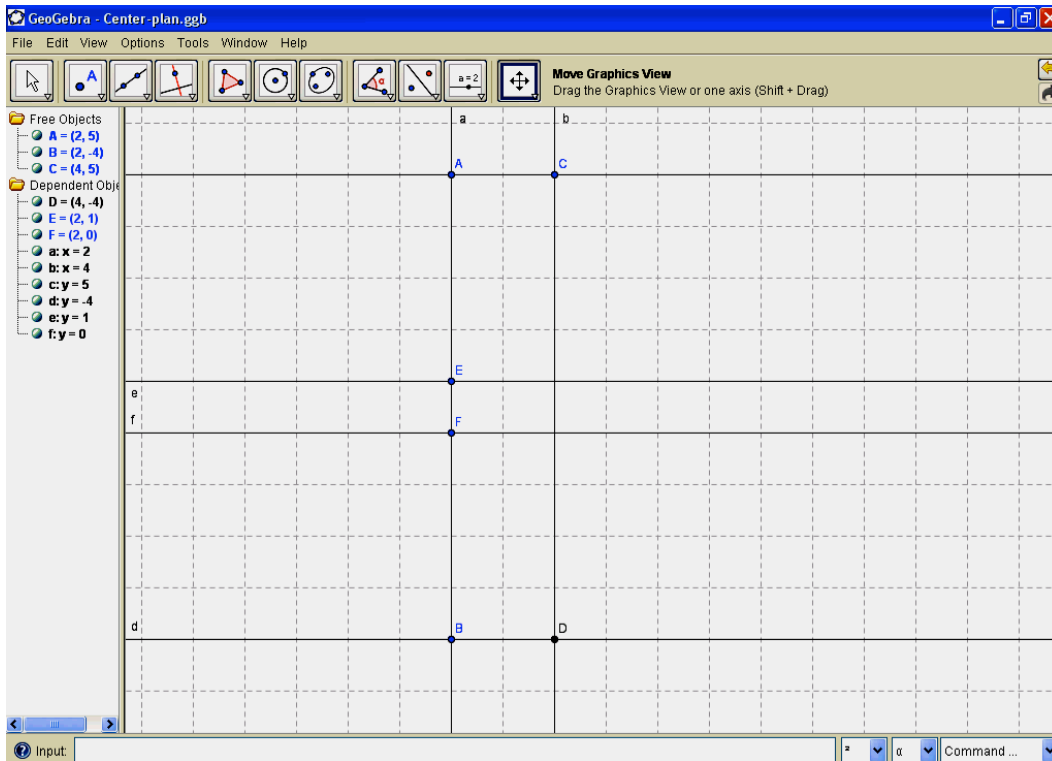 GeoGebra - Center-plan.ggb
File Edit View Options Tools Window Help
A
α
a = 2
Move Graphics View
Drag the Graphics View or one axis (Shift + Drag)
Free Objects
A = (2, 5)
B = (2, -4)
C = (4, 5)
Dependent Obje
D = (4, -4)
E = (2, 1)
F = (2, 0)
a: x = 2
b: x = 4
c: y = 5
d: y = -4
e: y = 1
f: y = 0
a b
A C
E
e
f F
d B D
Input: ² α Command ...